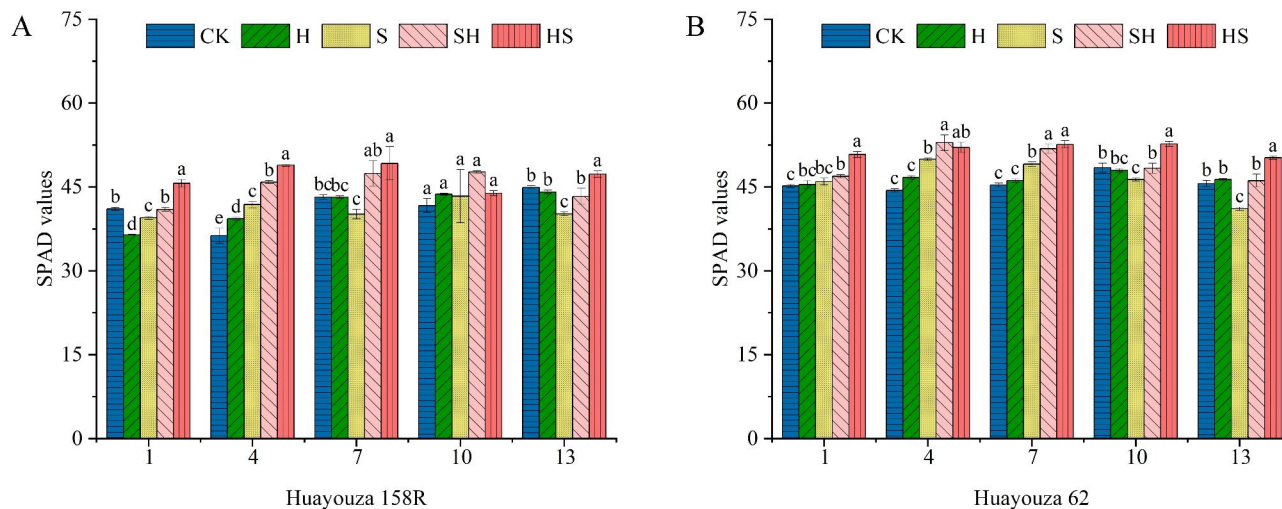 A
CK H S SH HS
75
60
45
30
15
0
SPAD values
b d c b a
e d c b a
bc bc c ab a
a a a a a
b b c b a
1 4 7 10 13
Huayouza 158R
B
CK H S SH HS
75
60
45
30
15
0
SPAD values
c bc bc b a
c c b a ab
c c b a a
b bc c b a
b b c b a
1 4 7 10 13
Huayouza 62